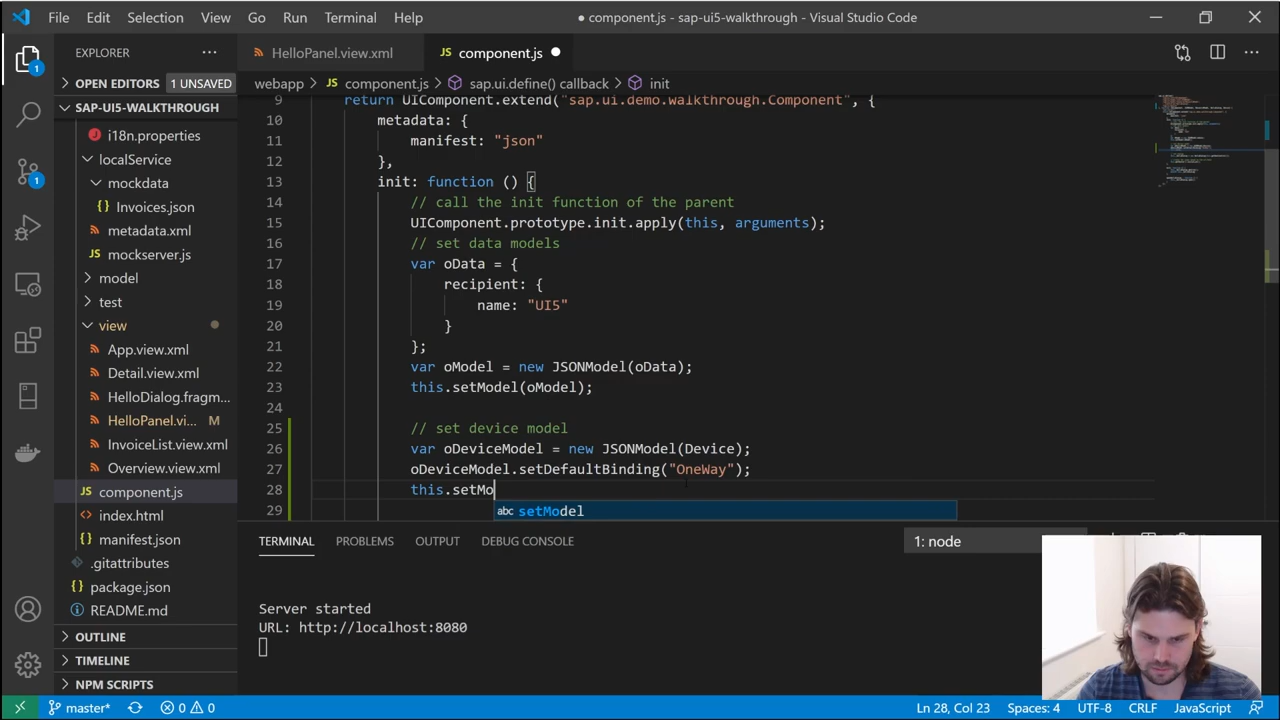 File Edit Selection View Go Run Terminal Help
● component.js - sap-ui5-walkthrough - Visual Studio Code
EXPLORER ...
HelloPanel.view.xml
JS component.js ●
OPEN EDITORS 1 UNSAVED
webapp > JS component.js > sap.ui.define() callback > init
SAP-UI5-WALKTHROUGH
i18n.properties
localService
mockdata
{} Invoices.json
metadata.xml
JS mockserver.js
model
test
view
App.view.xml
Detail.view.xml
HelloDialog.fragm...
HelloPanel.vi... M
InvoiceList.view.xml
Overview.view.xml
JS component.js
<> index.html
{} manifest.json
.gitattributes
{} package.json
README.md
OUTLINE
TIMELINE
NPM SCRIPTS
1
1
9 return UIComponent.extend("sap.ui.demo.walkthrough.Component", {
10 metadata: {
11 manifest: "json"
12 },
13 init: function () {
14 // call the init function of the parent
15 UIComponent.prototype.init.apply(this, arguments);
16 // set data models
17 var oData = {
18 recipient: {
19 name: "UI5"
20 }
21 };
22 var oModel = new JSONModel(oData);
23 this.setModel(oModel);
24
25 // set device model
26 var oDeviceModel = new JSONModel(Device);
27 oDeviceModel.setDefaultBinding("OneWay");
28 this.setMo
29
abc setModel
TERMINAL PROBLEMS OUTPUT DEBUG CONSOLE
1: node
Server started
URL: http://localhost:8080
master* 0 0
Ln 28, Col 23 Spaces: 4 UTF-8 CRLF JavaScript